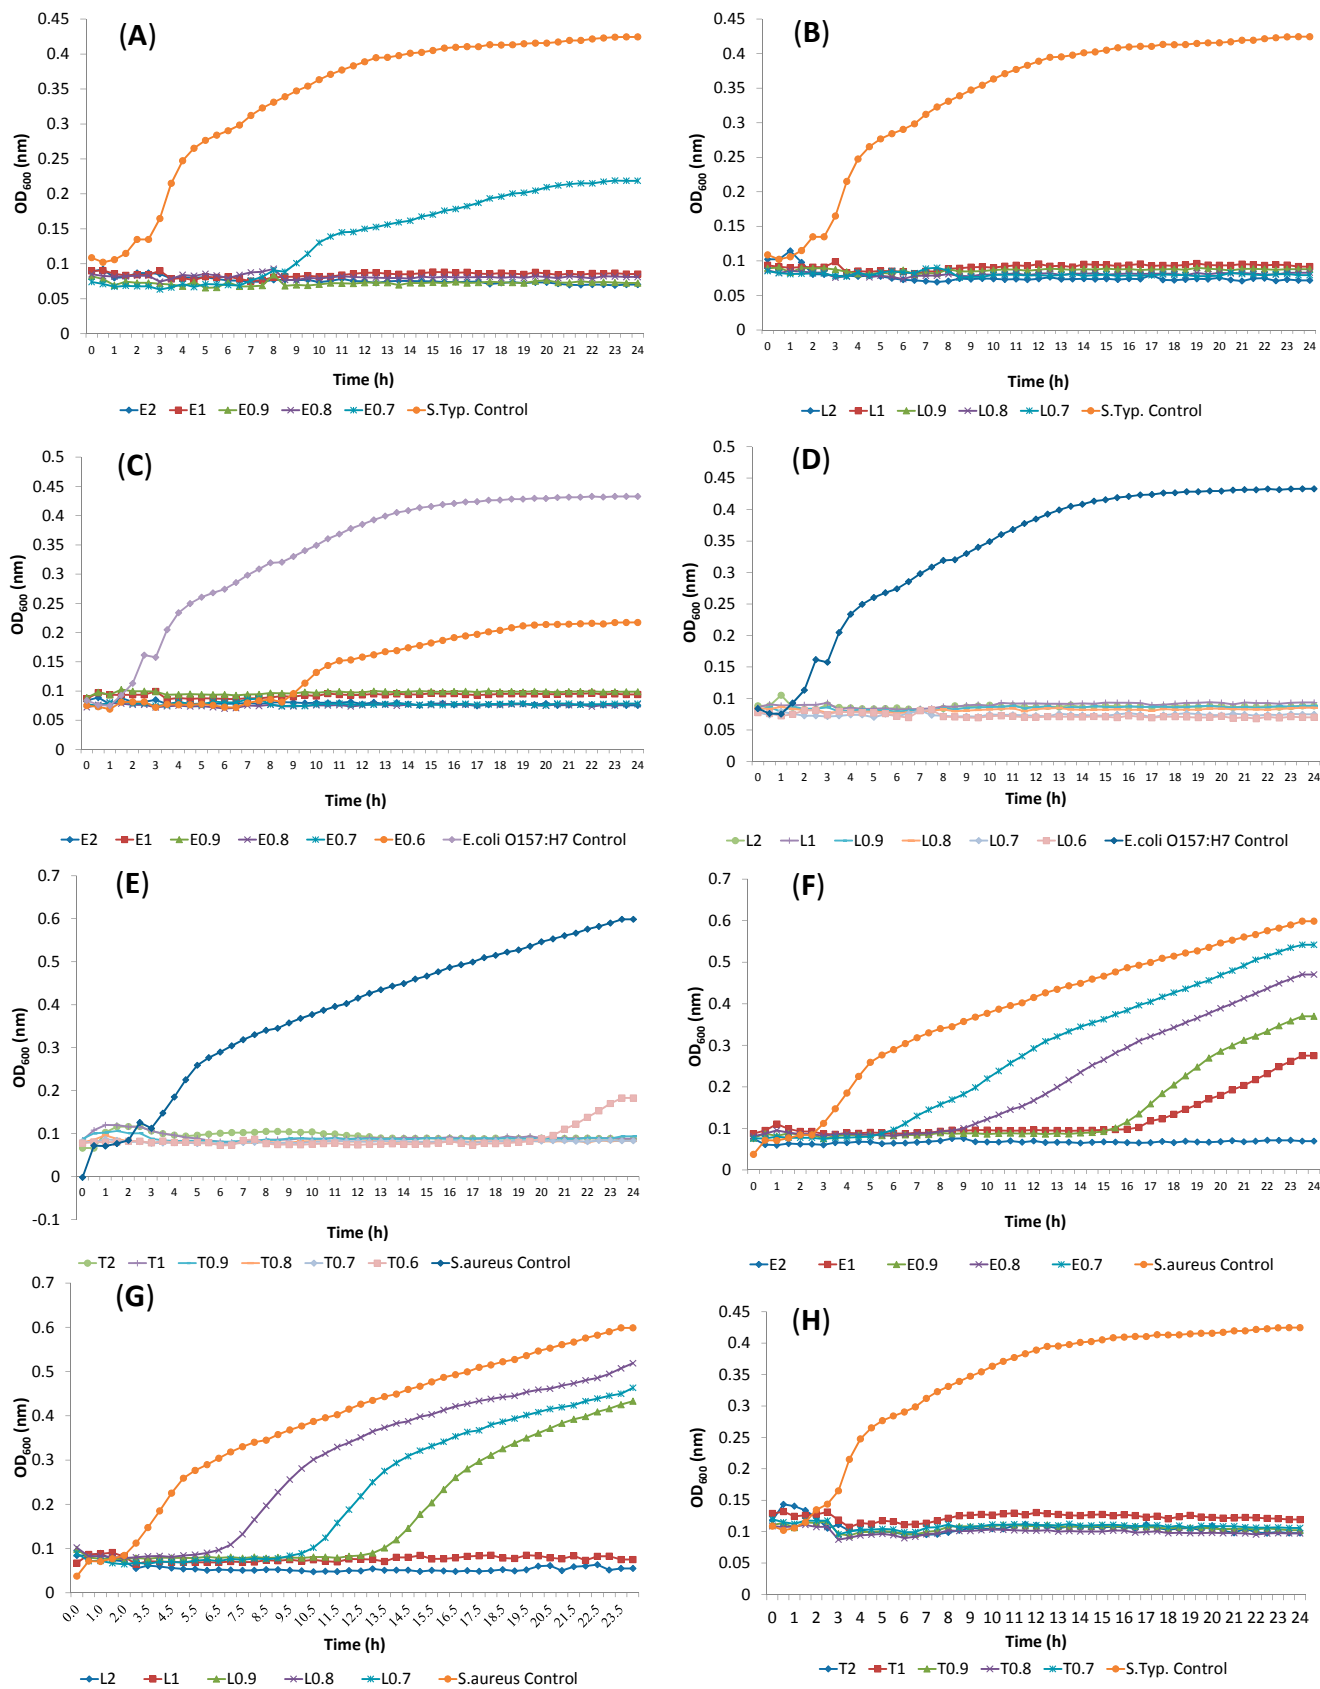 (A)
0.45
0.4
0.35
0.3
0.25
0.2
0.15
0.1
0.05
0
OD600 (nm)
0 1 2 3 4 5 6 7 8 9 10 11 12 13 14 15 16 17 18 19 20 21 22 23 24
Time (h)
E2 E1 E0.9 E0.8 E0.7 S.Typ. Control
(B)
0.45
0.4
0.35
0.3
0.25
0.2
0.15
0.1
0.05
0
OD600 (nm)
0 1 2 3 4 5 6 7 8 9 10 11 12 13 14 15 16 17 18 19 20 21 22 23 24
Time (h)
L2 L1 L0.9 L0.8 L0.7 S.Typ. Control
(C)
0.5
0.45
0.4
0.35
0.3
0.25
0.2
0.15
0.1
0.05
0
OD600 (nm)
0 1 2 3 4 5 6 7 8 9 10 11 12 13 14 15 16 17 18 19 20 21 22 23 24
Time (h)
E2 E1 E0.9 E0.8 E0.7 E0.6 E.coli O157:H7 Control
(D)
0.5
0.45
0.4
0.35
0.3
0.25
0.2
0.15
0.1
0.05
0
OD600 (nm)
0 1 2 3 4 5 6 7 8 9 10 11 12 13 14 15 16 17 18 19 20 21 22 23 24
Time (h)
L2 L1 L0.9 L0.8 L0.7 L0.6 E.coli O157:H7 Control
(E)
0.7
0.6
0.5
0.4
0.3
0.2
0.1
0
-0.1
OD600 (nm)
0 1 2 3 4 5 6 7 8 9 10 11 12 13 14 15 16 17 18 19 20 21 22 23 24
Time (h)
T2 T1 T0.9 T0.8 T0.7 T0.6 S.aureus Control
(F)
0.7
0.6
0.5
0.4
0.3
0.2
0.1
0
OD600 (nm)
0 1 2 3 4 5 6 7 8 9 10 11 12 13 14 15 16 17 18 19 20 21 22 23 24
Time (h)
E2 E1 E0.9 E0.8 E0.7 S.aureus Control
(G)
0.7
0.6
0.5
0.4
0.3
0.2
0.1
0
OD600 (nm)
0.0 1.0 2.0 3.5 4.5 5.5 6.5 7.5 8.5 9.5 10.5 11.5 12.5 13.5 14.5 15.5 16.5 17.5 18.5 19.5 20.5 21.5 22.5 23.5
Time (h)
L2 L1 L0.9 L0.8 L0.7 S.aureus Control
(H)
0.45
0.4
0.35
0.3
0.25
0.2
0.15
0.1
0.05
0
OD600 (nm)
0 1 2 3 4 5 6 7 8 9 10 11 12 13 14 15 16 17 18 19 20 21 22 23 24
Time (h)
T2 T1 T0.9 T0.8 T0.7 S.Typ. Control